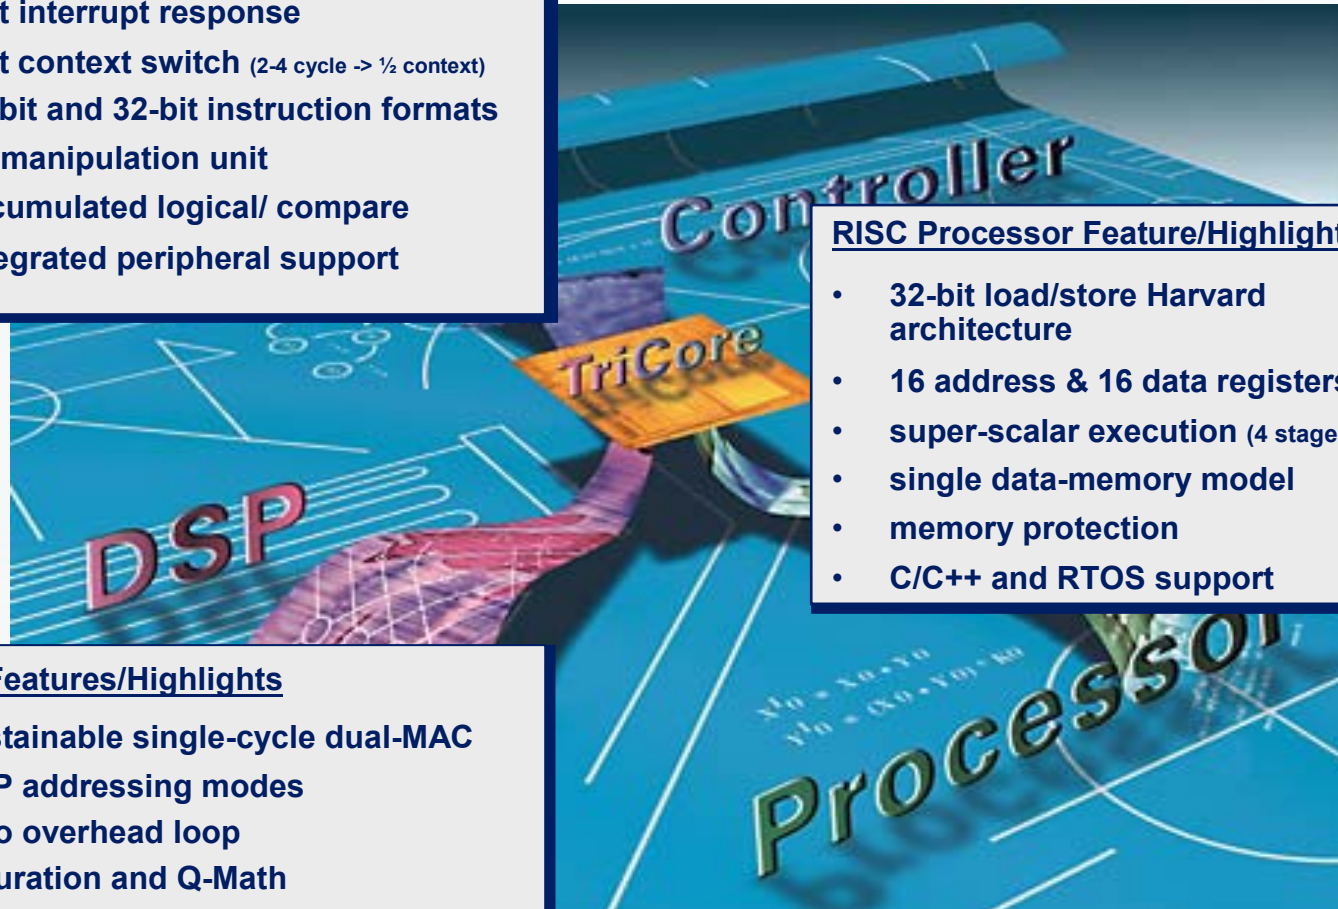 t interrupt response
t context switch (2-4 cycle -> ½ context)
bit and 32-bit instruction formats
manipulation unit
cumulated logical/ compare
egrated peripheral support
Controller
RISC Processor Feature/Highlight
• 32-bit load/store Harvard
architecture
• 16 address & 16 data registers
• super-scalar execution (4 stage
• single data-memory model
• memory protection
• C/C++ and RTOS support
TriCore
DSP
Features/Highlights
stainable single-cycle dual-MAC
P addressing modes
o overhead loop
uration and Q-Math
Processor